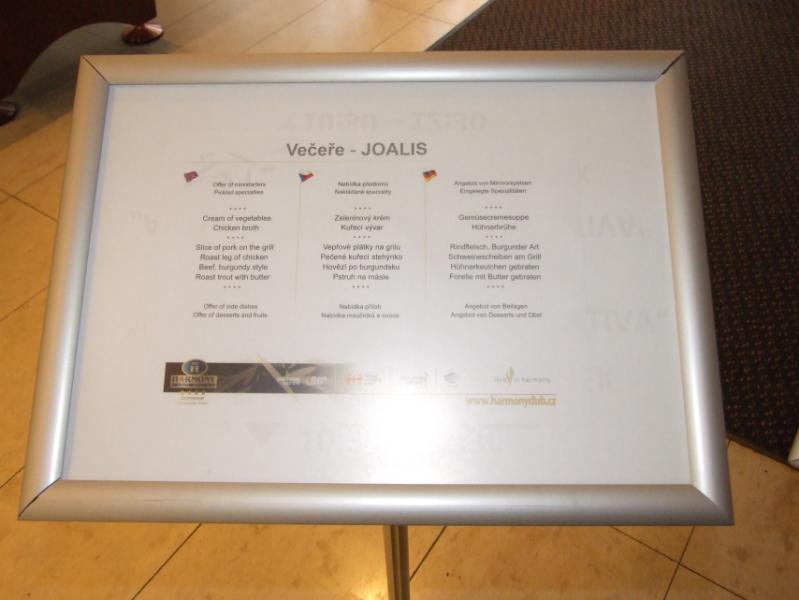 Večeře - JOALIS
Offer of ministarters
Pickled specialties
****
Cream of vegetables
Chicken broth
****
Slice of pork on the grill
Roast leg of chicken
Beef, burgundy style
Roast trout with butter
****
Offer of side dishes
Offer of desserts and fruits
Nabídka předkrmů
Nakládané speciality
****
Zeleninový krém
Kuřecí vývar
****
Vepřové plátky na grilu
Pečené kuřecí stehýnko
Hovězí po burgundsku
Pstruh na másle
****
Nabídka příloh
Nabídka moučníků a ovoce
Angebot von Minivorspeisen
Eingelegte Spezialitäten
****
Gemüsecremesuppe
Hühnerbrühe
****
Rindfleisch, Burgunder Art
Schweinescheiben am Grill
Hühnerkeulchen gebraten
Forelle mit Butter gebraten
Angebot von Beilagen
Angebot von Desserts und Obst
HARMONY
live in harmony
www.harmonyclub.cz